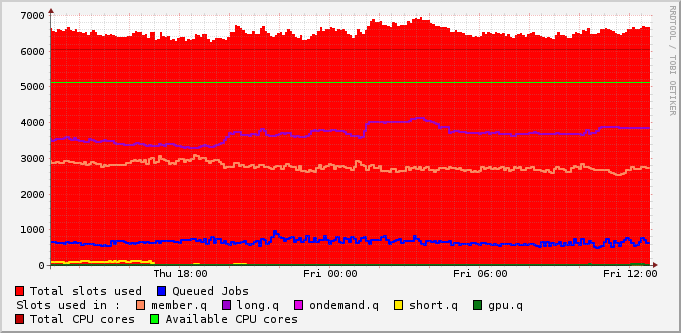 RRDTOOL / TOBI OETIKER
7000
6000
5000
4000
3000
2000
1000
0
Thu 18:00 Fri 00:00 Fri 06:00 Fri 12:00
Total slots used Queued Jobs
Slots used in : member.q long.q ondemand.q short.q gpu.q
Total CPU cores Available CPU cores